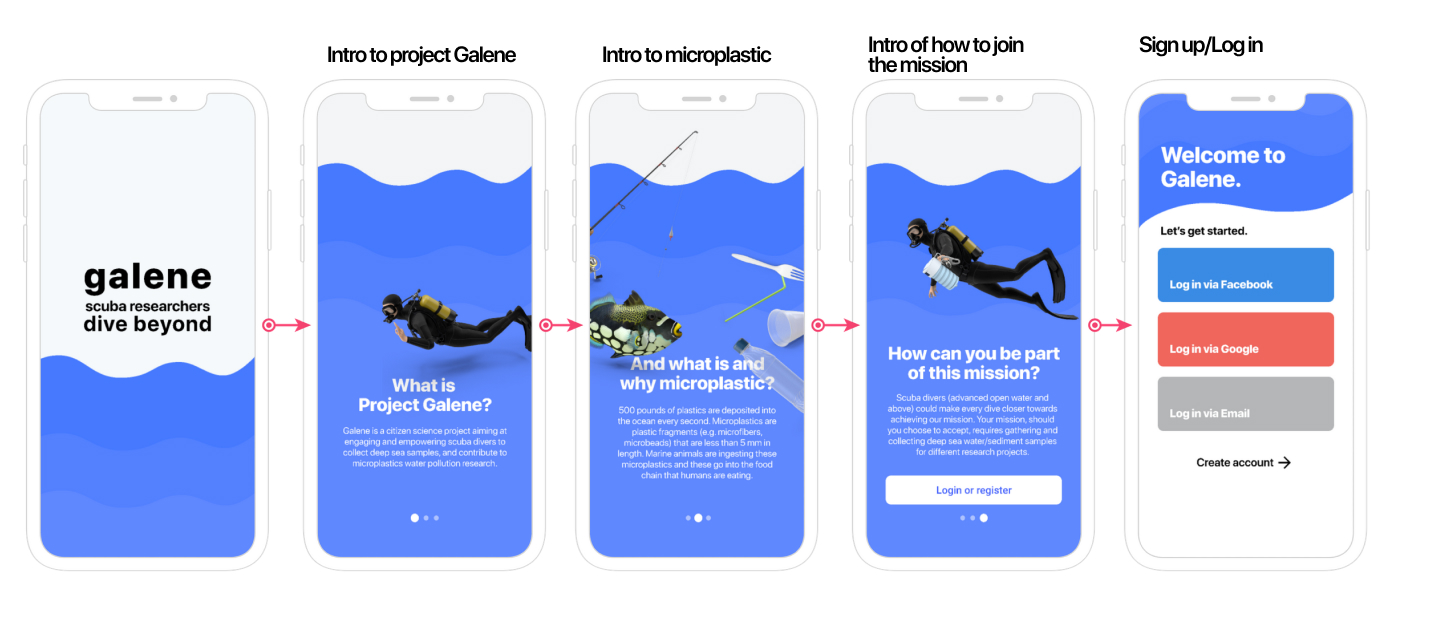 Intro to project Galene
Intro to microplastic
Intro of how to join
the mission
Sign up/Log in
galene
scuba researchers
dive beyond
What is
Project Galene?
Galene is a citizen science project aiming at
engaging and empowering scuba divers to
collect deep sea samples, and contribute to
microplastics water pollution research.
And what is and
why microplastic?
500 pounds of plastics are deposited into
the ocean every second. Microplastics are
plastic fragments (e.g. microfibers,
microbeads) that are less than 5 mm in
length. Marine animals are ingesting these
microplastics and these go into the food
chain that humans are eating.
How can you be part
of this mission?
Scuba divers (advanced open water and
above) could make every dive closer towards
achieving our mission. Your mission, should
you choose to accept, requires gathering and
collecting deep sea water/sediment samples
for different research projects.
Login or register
Welcome to
Galene.
Let's get started.
Log in via Facebook
Log in via Google
Log in via Email
Create account